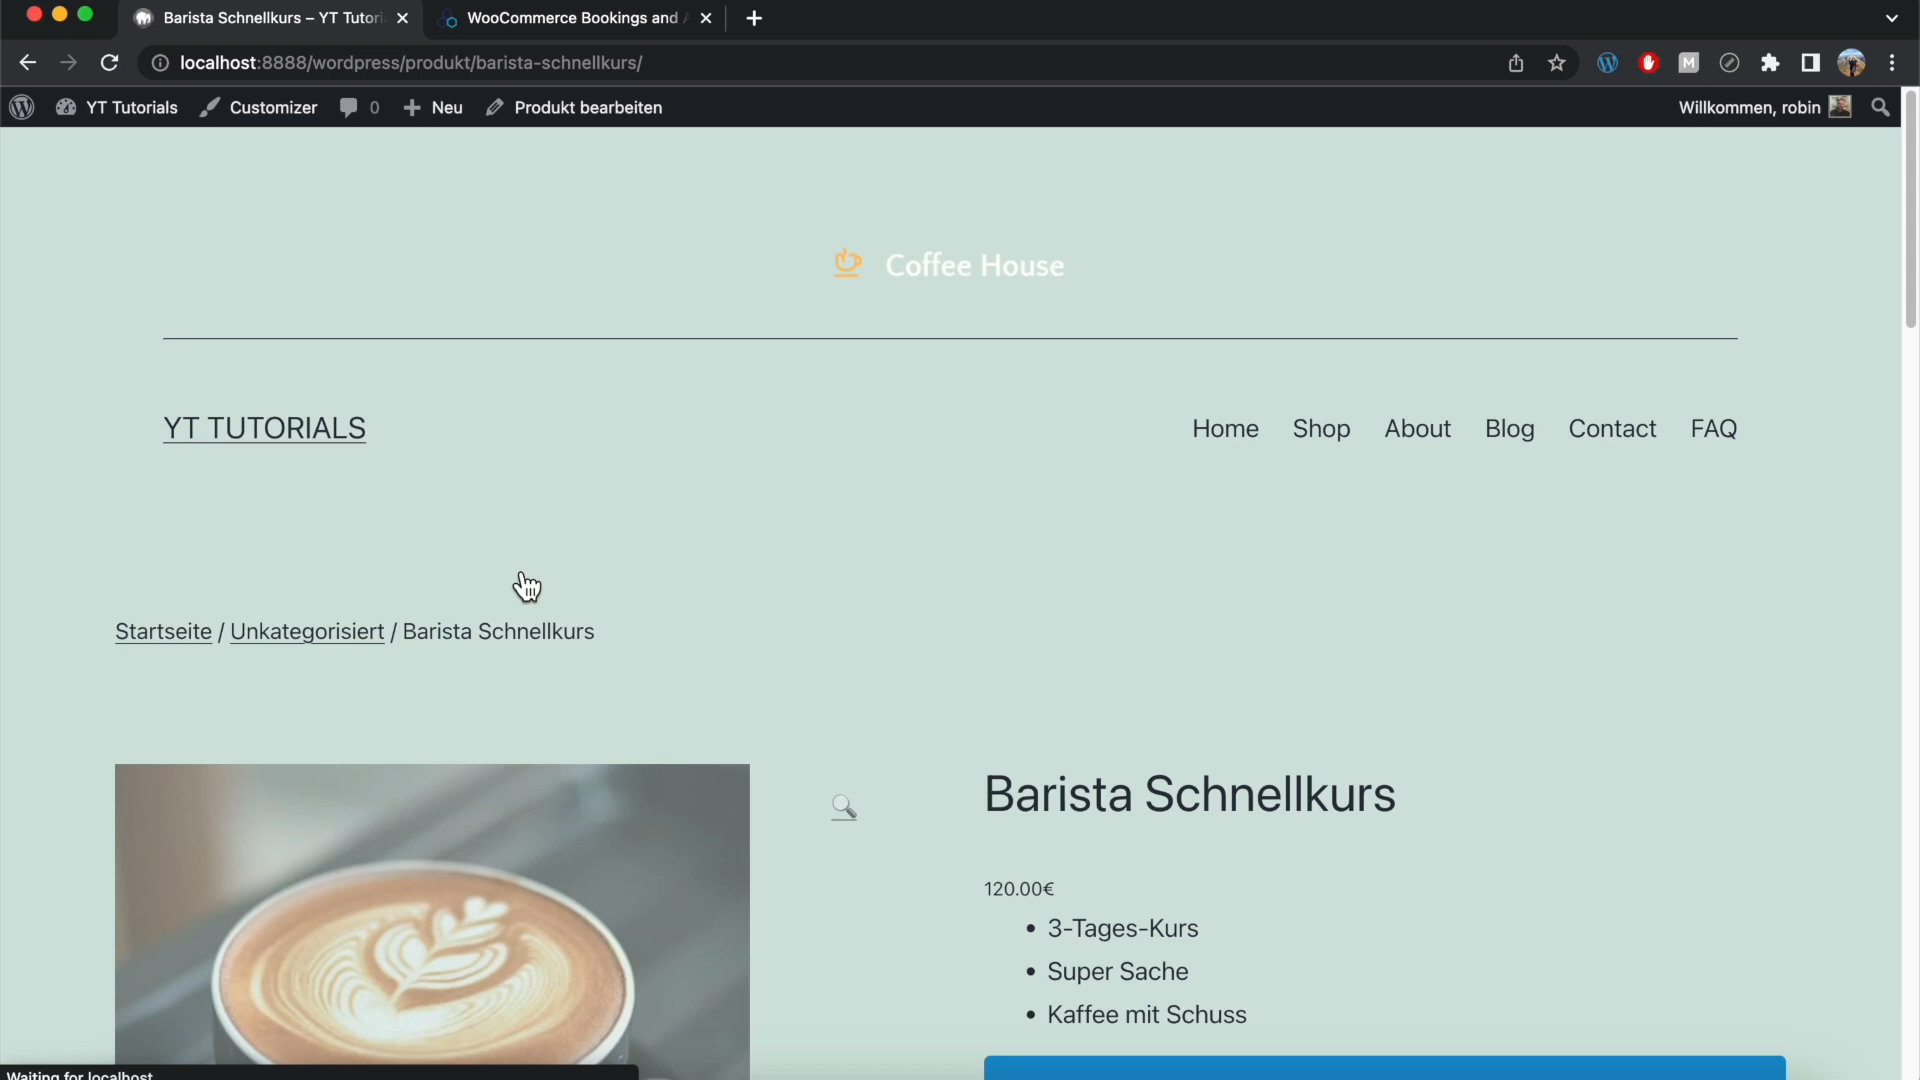 Barista Schnellkurs – YT Tutori
WooCommerce Bookings and A
localhost:8888/wordpress/produkt/barista-schnellkurs/
M
YT Tutorials
Customizer
0
Neu
Produkt bearbeiten
Willkommen, robin
Coffee House
YT TUTORIALS
Home
Shop
About
Blog
Contact
FAQ
Startseite / Unkategorisiert / Barista Schnellkurs
Barista Schnellkurs
120.00€
• 3-Tages-Kurs
• Super Sache
• Kaffee mit Schuss
Waiting for localhost